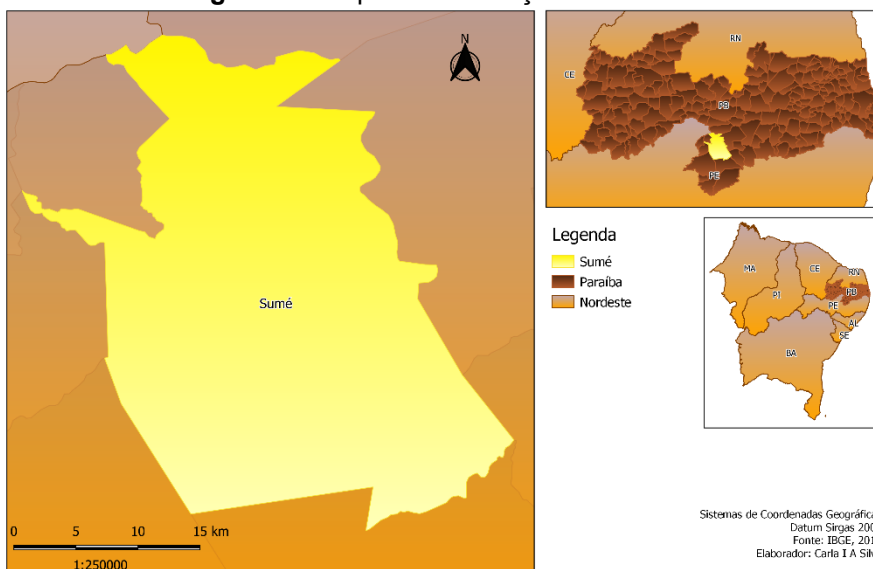 N
Sumé
0 5 10 15 km
1:250000
RN
CE
PB
PE
Legenda
Sumé
Paraíba
Nordeste
MA
CE
RN
PI
PB
PE
AL
SE
BA
Sistemas de Coordenadas Geográfica
Datum Sirgas 200
Fonte: IBGE, 201
Elaborador: Carla I A Silv